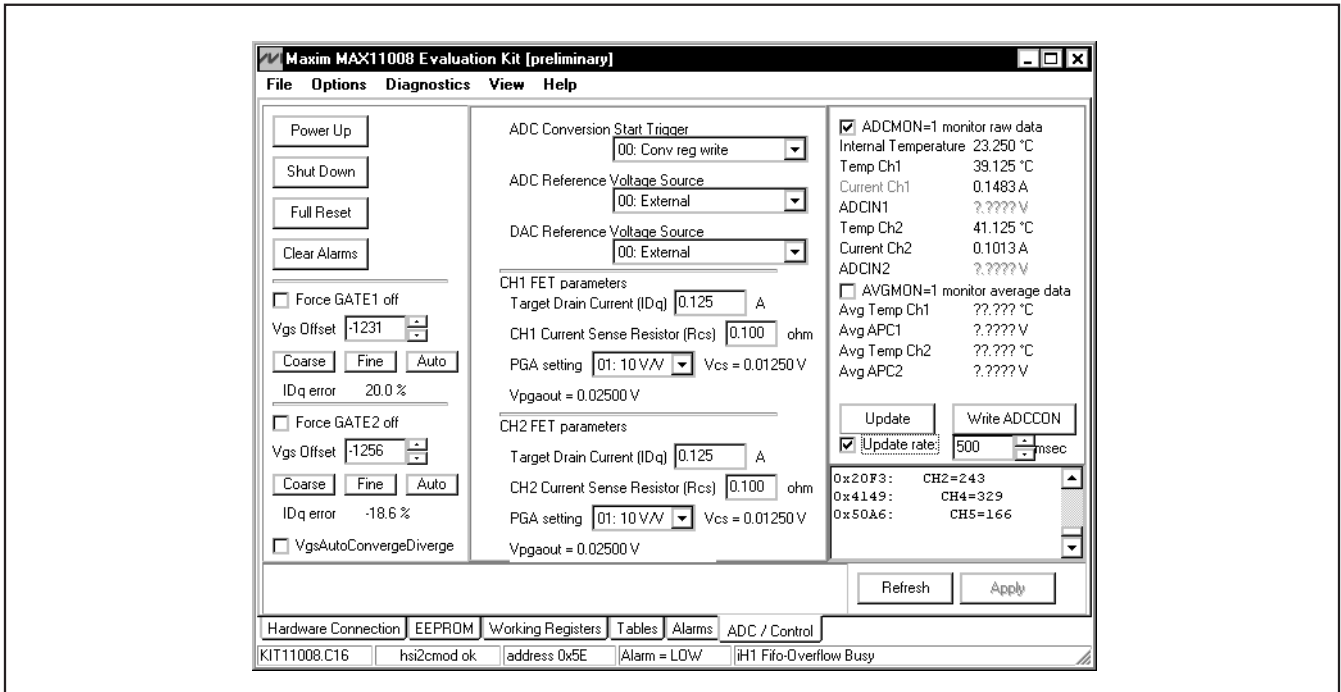 Maxim MAX11008 Evaluation Kit [preliminary]
File Options Diagnostics View Help
Power Up
Shut Down
Full Reset
Clear Alarms
Force GATE1 off
Vgs Offset -1231
Coarse Fine Auto
IDq error 20.0 %
Force GATE2 off
Vgs Offset -1256
Coarse Fine Auto
IDq error -18.6 %
VgsAutoConvergeDiverge
ADC Conversion Start Trigger
00: Conv reg write
ADC Reference Voltage Source
00: External
DAC Reference Voltage Source
00: External
CH1 FET parameters
Target Drain Current (IDq) 0.125 A
CH1 Current Sense Resistor (Rcs) 0.100 ohm
PGA setting 01: 10 V/V Vcs = 0.01250 V
Vpgaout = 0.02500 V
CH2 FET parameters
Target Drain Current (IDq) 0.125 A
CH2 Current Sense Resistor (Rcs) 0.100 ohm
PGA setting 01: 10 V/V Vcs = 0.01250 V
Vpgaout = 0.02500 V
ADCMON=1 monitor raw data
Internal Temperature 23.250 °C
Temp Ch1 39.125 °C
Current Ch1 0.1483 A
ADCIN1 ?.???? V
Temp Ch2 41.125 °C
Current Ch2 0.1013 A
ADCIN2 ?.???? V
AVGMON=1 monitor average data
Avg Temp Ch1 ??.??? °C
Avg APC1 ?.???? V
Avg Temp Ch2 ??.??? °C
Avg APC2 ?.???? V
Update Write ADCCON
Update rate: 500 msec
0x20F3: CH2=243
0x4149: CH4=329
0x50A6: CH5=166
Refresh Apply
Hardware Connection EEPROM Working Registers Tables Alarms ADC / Control
KIT11008.C16 hsi2cmod ok address 0x5E Alarm = LOW iH1 Fifo-Overflow Busy